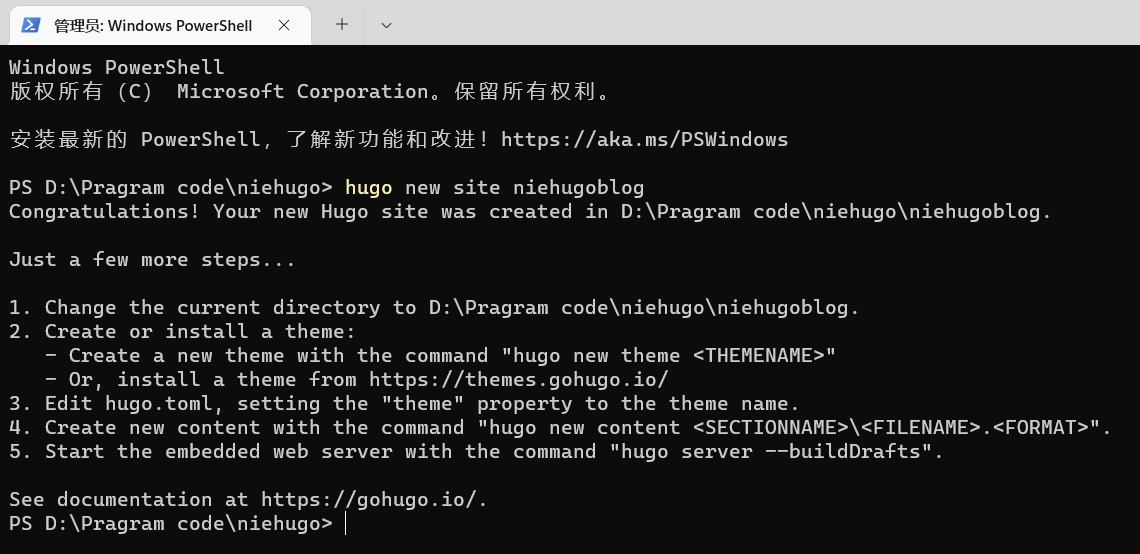 管理员: Windows PowerShell
Windows PowerShell
版权所有（C） Microsoft Corporation。保留所有权利。
安装最新的 PowerShell，了解新功能和改进！https://aka.ms/PSWindows
PS D:\Pragram code\niehugo> hugo new site niehugoblog
Congratulations! Your new Hugo site was created in D:\Pragram code\niehugo\niehugoblog.
Just a few more steps...
1. Change the current directory to D:\Pragram code\niehugo\niehugoblog.
2. Create or install a theme:
   - Create a new theme with the command "hugo new theme <THEMENAME>"
   - Or, install a theme from https://themes.gohugo.io/
3. Edit hugo.toml, setting the "theme" property to the theme name.
4. Create new content with the command "hugo new content <SECTIONNAME>\<FILENAME>.<FORMAT>".
5. Start the embedded web server with the command "hugo server --buildDrafts".
See documentation at https://gohugo.io/.
PS D:\Pragram code\niehugo>